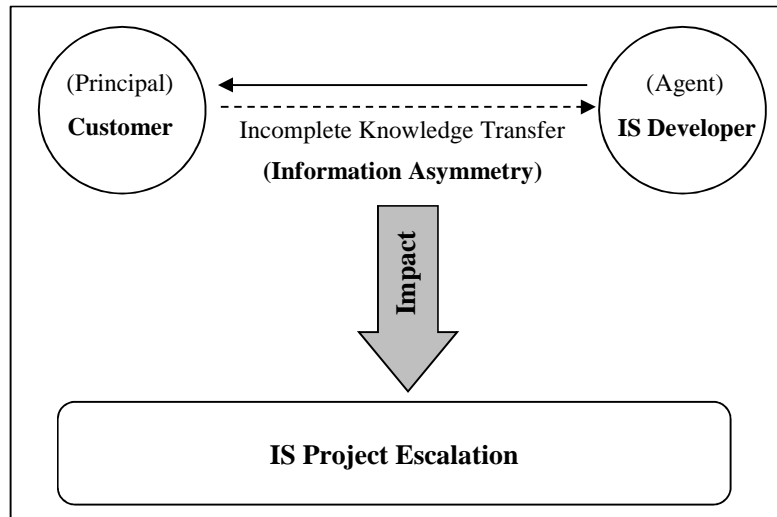 (Principal)
Customer
(Agent)
IS Developer
Incomplete Knowledge Transfer
(Information Asymmetry)
Impact
IS Project Escalation